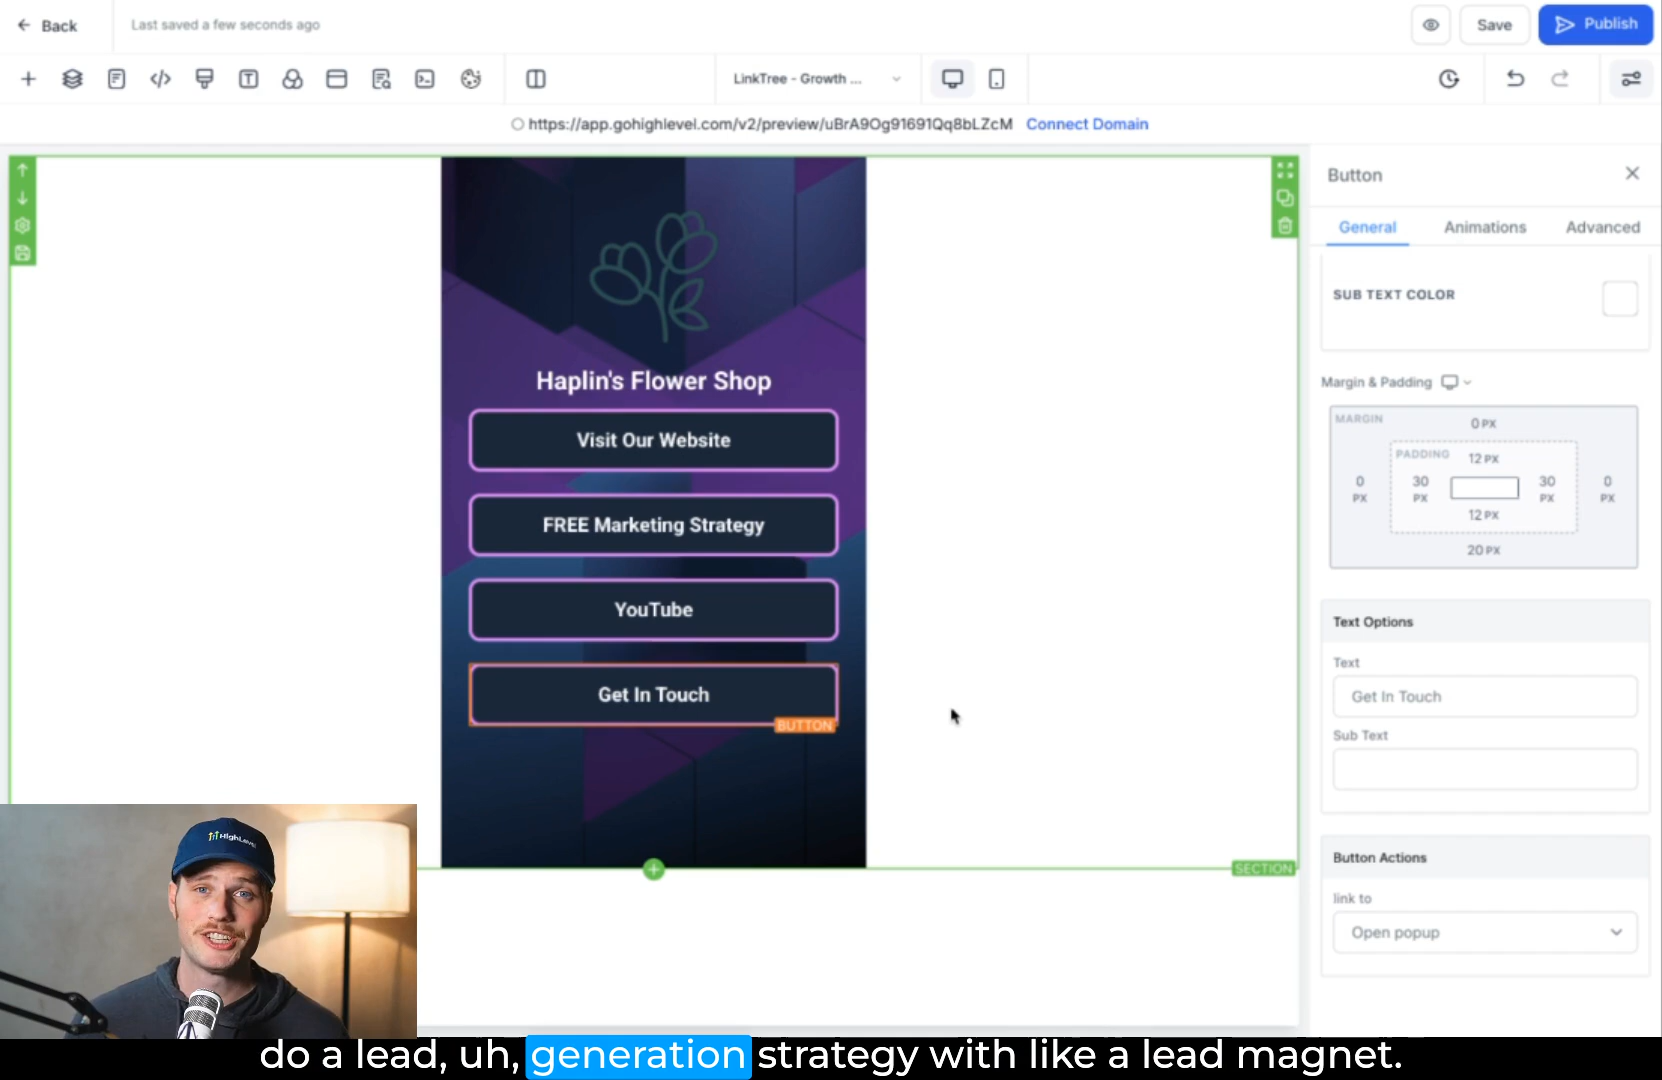 Back
Last saved a few seconds ago
Save
Publish
LinkTree - Growth ...
https://app.gohighlevel.com/v2/preview/uBrA9Og91691Qq8bLZcM Connect Domain
Button
General Animations Advanced
SUB TEXT COLOR
Margin & Padding
MARGIN
0 PX
PADDING
12 PX
0 PX
30 PX
30 PX
0 PX
12 PX
20 PX
Text Options
Text
Get In Touch
Sub Text
Button Actions
link to
Open popup
Haplin's Flower Shop
Visit Our Website
FREE Marketing Strategy
YouTube
Get In Touch
BUTTON
SECTION
HighLevel
do a lead, uh, generation strategy with like a lead magnet.